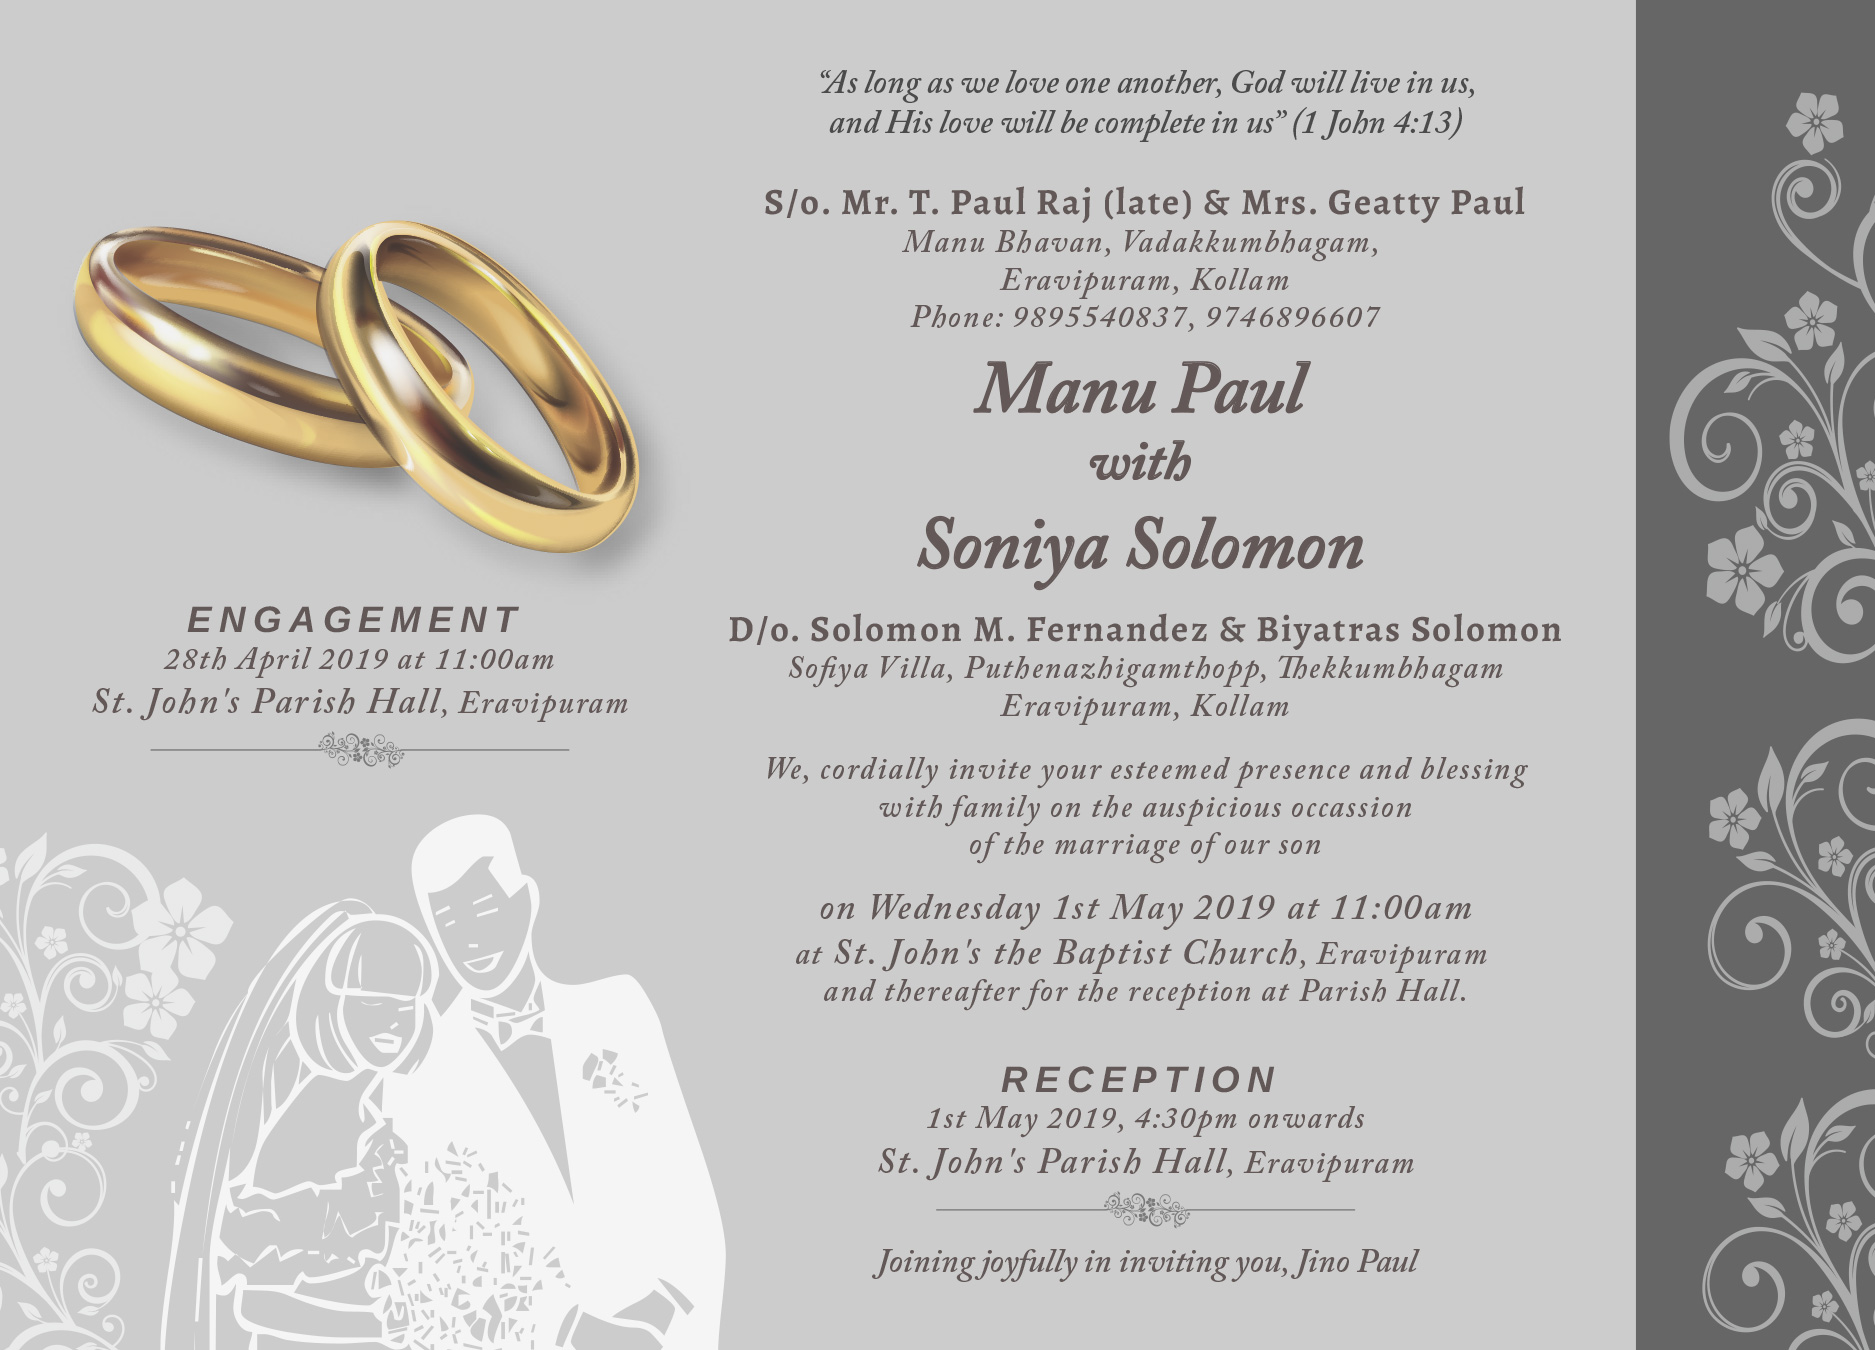 “As long as we love one another, God will live in us,
and His love will be complete in us” (1 John 4:13)
S/o. Mr. T. Paul Raj (late) & Mrs. Geatty Paul
Manu Bhavan, Vadakkumbhagam,
Eravipuram, Kollam
Phone: 9895540837, 9746896607
Manu Paul
with
Soniya Solomon
D/o. Solomon M. Fernandez & Biyatras Solomon
Sofiya Villa, Puthenazhigamthopp, Thekkumbhagam
Eravipuram, Kollam
We, cordially invite your esteemed presence and blessing
with family on the auspicious occassion
of the marriage of our son
on Wednesday 1st May 2019 at 11:00am
at St. John's the Baptist Church, Eravipuram
and thereafter for the reception at Parish Hall.
RECEPTION
1st May 2019, 4:30pm onwards
St. John's Parish Hall, Eravipuram
Joining joyfully in inviting you, Jino Paul
ENGAGEMENT
28th April 2019 at 11:00am
St. John's Parish Hall, Eravipuram